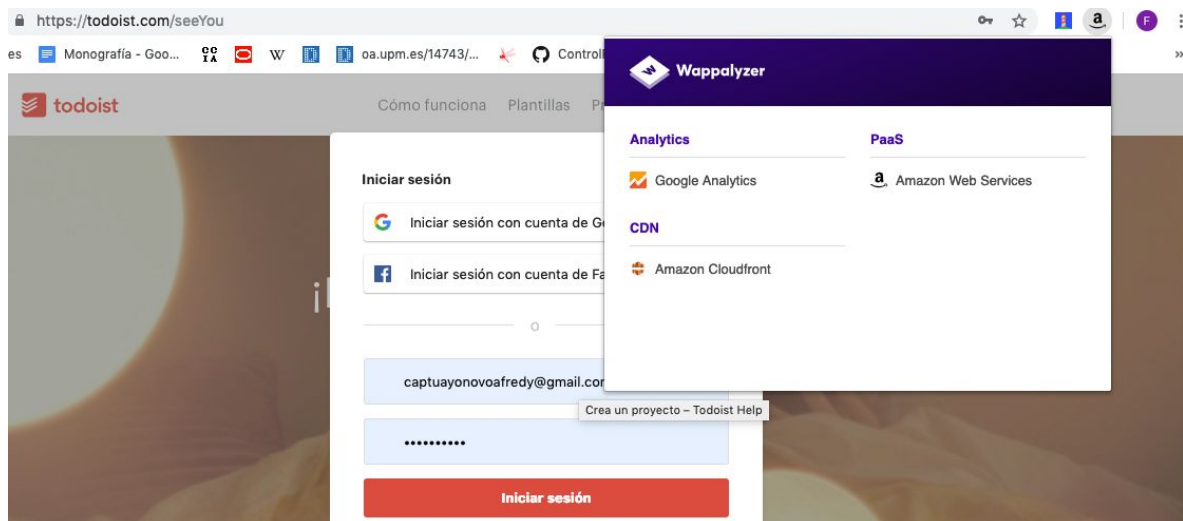 https://todoist.com/seeYou
es Monografía - Goo... CC IA W oa.upm.es/14743/... Controll
Wappalyzer
todoist Cómo funciona Plantillas
Analytics PaaS
Google Analytics Amazon Web Services
CDN
Amazon Cloudfront
Iniciar sesión
Iniciar sesión con cuenta de G
Iniciar sesión con cuenta de Fa
o
captuayonovoafredy@gmail.com
Crea un proyecto – Todoist Help
••••••••••
Iniciar sesión